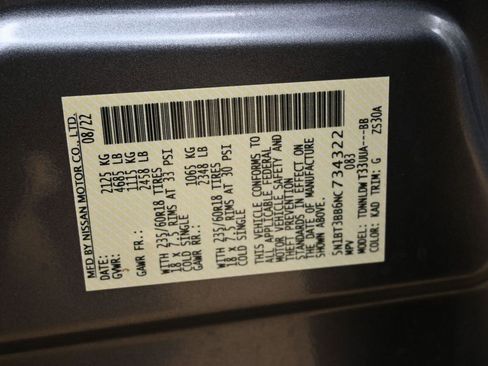 MFD BY NISSAN MOTOR CO., LTD.
DATE: 08/22
GVWR: 2125 KG
4685 LB
GAWR FR.: 1115 KG
2458 LB
WITH 235/60R18 TIRES
18 X 7.5 RIMS AT 33 PSI
COLD SINGLE
GAWR RR.: 1065 KG
2348 LB
WITH 235/60R18 TIRES
18 X 7.5 RIMS AT 30 PSI
COLD SINGLE
THIS VEHICLE CONFORMS TO
ALL APPLICABLE FEDERAL
MOTOR VEHICLE SAFETY AND
THEFT PREVENTION
STANDARDS IN EFFECT ON
THE DATE OF MANUFACTURE
SHOWN ABOVE.
5N1BT3BB6NC734322
MPV 083
MODEL: TDWNLDWT33UUA---BB
COLOR: KAD TRIM: G ZS30A